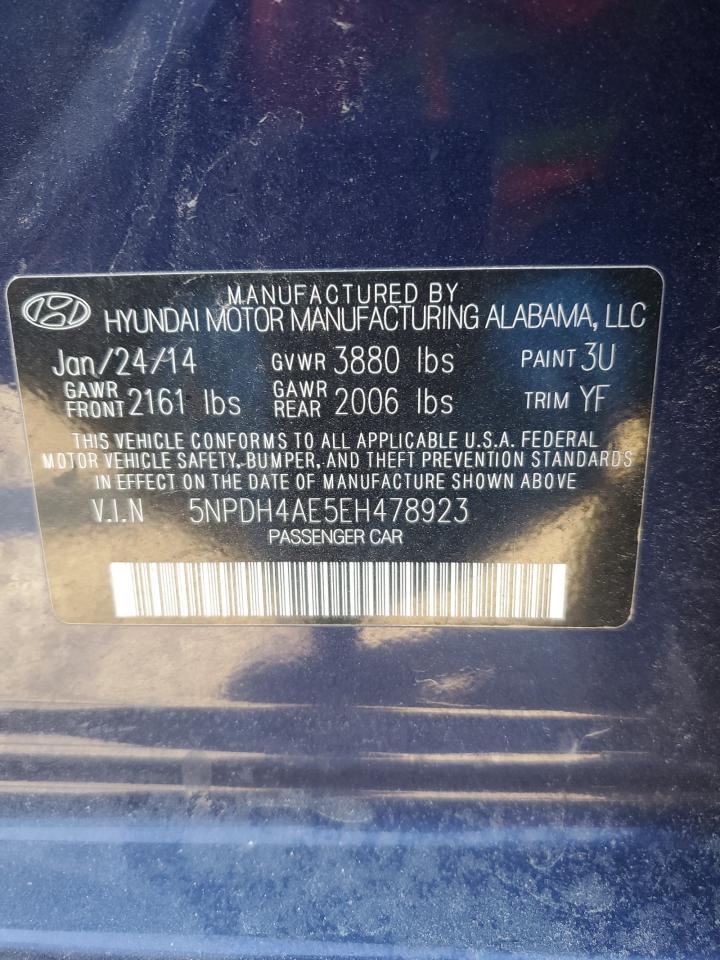 MANUFACTURED BY
HYUNDAI MOTOR MANUFACTURING ALABAMA, LLC
Jan/24/14 GVWR 3880 lbs PAINT 3U
GAWR FRONT 2161 lbs GAWR REAR 2006 lbs TRIM YF
THIS VEHICLE CONFORMS TO ALL APPLICABLE U.S.A. FEDERAL
MOTOR VEHICLE SAFETY, BUMPER, AND THEFT PREVENTION STANDARDS
IN EFFECT ON THE DATE OF MANUFACTURE SHOWN ABOVE
V.I.N 5NPDH4AE5EH478923
PASSENGER CAR